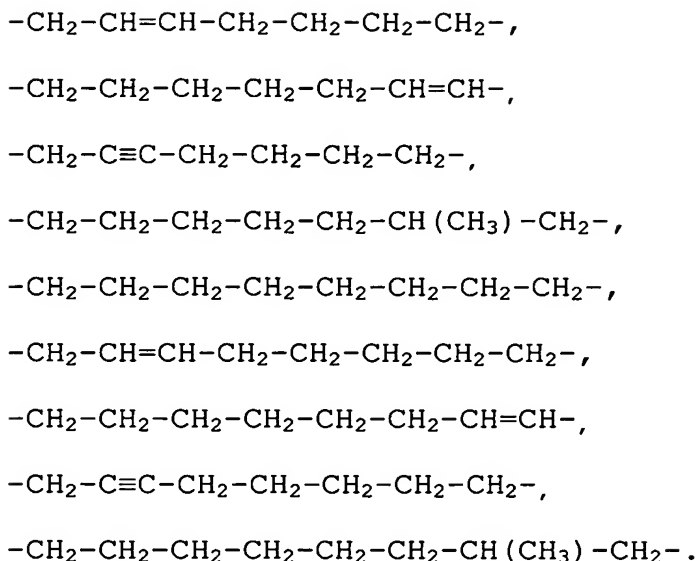 -CH₂-CH=CH-CH₂-CH₂-CH₂-CH₂-,
-CH₂-CH₂-CH₂-CH₂-CH₂-CH=CH-,
-CH₂-C≡C-CH₂-CH₂-CH₂-CH₂-,
-CH₂-CH₂-CH₂-CH₂-CH₂-CH(CH₃)-CH₂-,
-CH₂-CH₂-CH₂-CH₂-CH₂-CH₂-CH₂-CH₂-,
-CH₂-CH=CH-CH₂-CH₂-CH₂-CH₂-CH₂-,
-CH₂-CH₂-CH₂-CH₂-CH₂-CH₂-CH=CH-,
-CH₂-C≡C-CH₂-CH₂-CH₂-CH₂-CH₂-,
-CH₂-CH₂-CH₂-CH₂-CH₂-CH₂-CH(CH₃)-CH₂-.